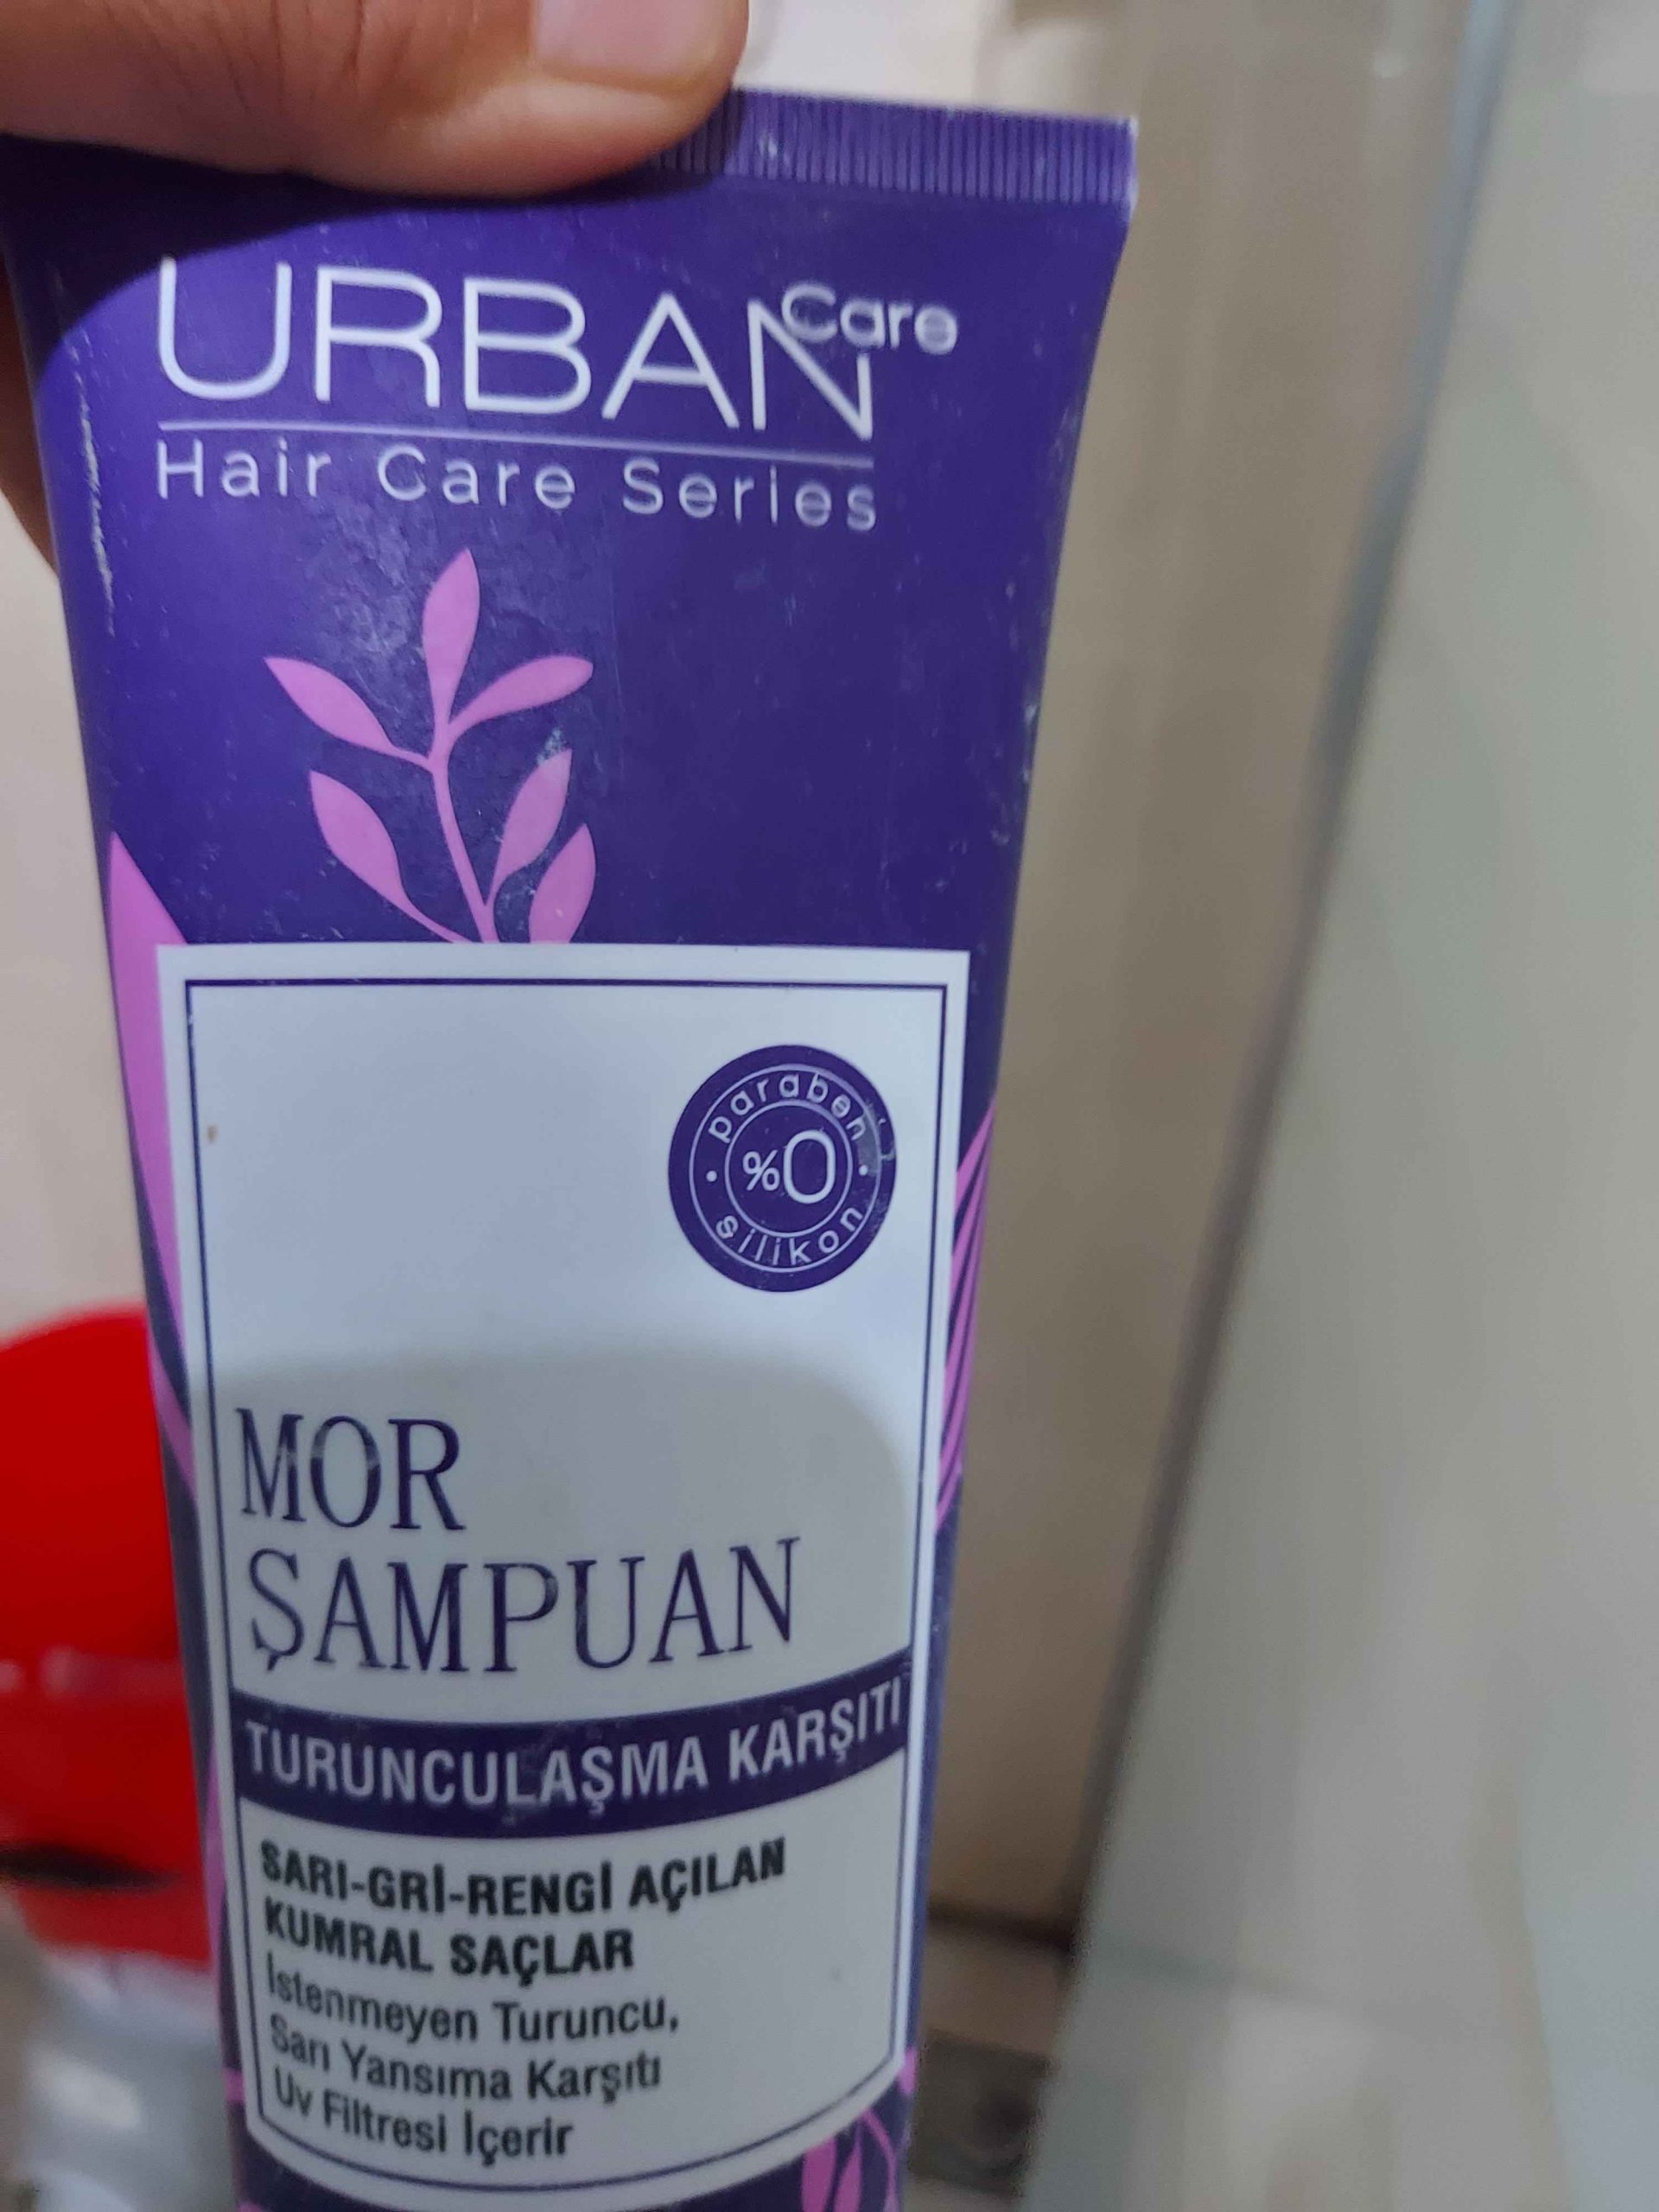 URBAN Care
Hair Care Series
paraben
%0
silikon
MOR
ŞAMPUAN
TURUNCULAŞMA KARŞITI
SARI-GRİ-RENGİ AÇILAN
KUMRAL SAÇLAR
İstenmeyen Turuncu,
Sarı Yansıma Karşıtı
Uv Filtresi İçerir